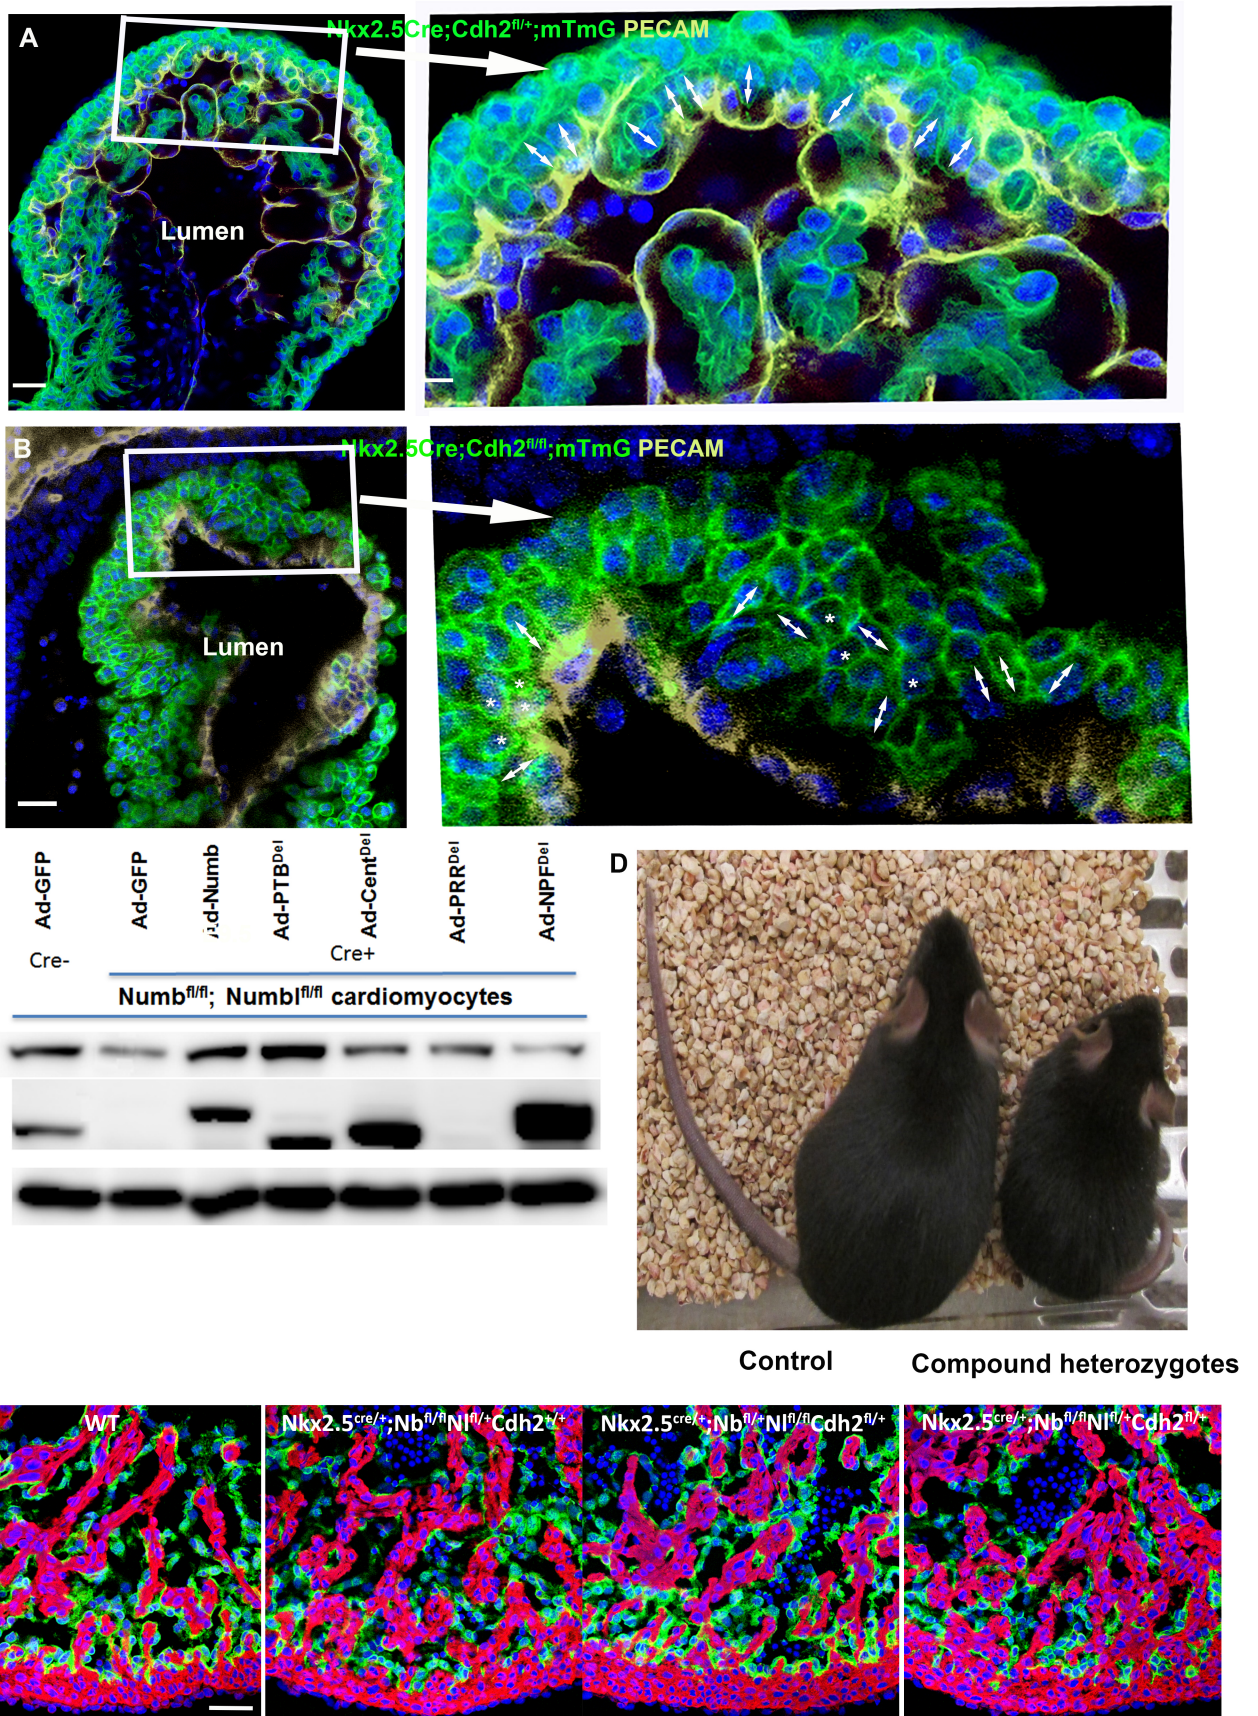 A
Nkx2.5Cre;Cdh2fl/+;mTmG PECAM
Lumen
B
Nkx2.5Cre;Cdh2fl/fl;mTmG PECAM
Lumen
* * * * * * *
Ad-GFP
Ad-GFP
Ad-Numb
Ad-PTBDel
Ad-CentDel
Ad-PRRDel
Ad-NPFDel
Cre-
Cre+
Numbfl/fl; Numblfl/fl cardiomyocytes
D
Control
Compound heterozygotes
WT
Nkx2.5cre/+;Nbfl/flNlfl/+Cdh2+/+
Nkx2.5cre/+;Nbfl/+Nlfl/flCdh2fl/+
Nkx2.5cre/+;Nbfl/flNlfl/+Cdh2fl/+